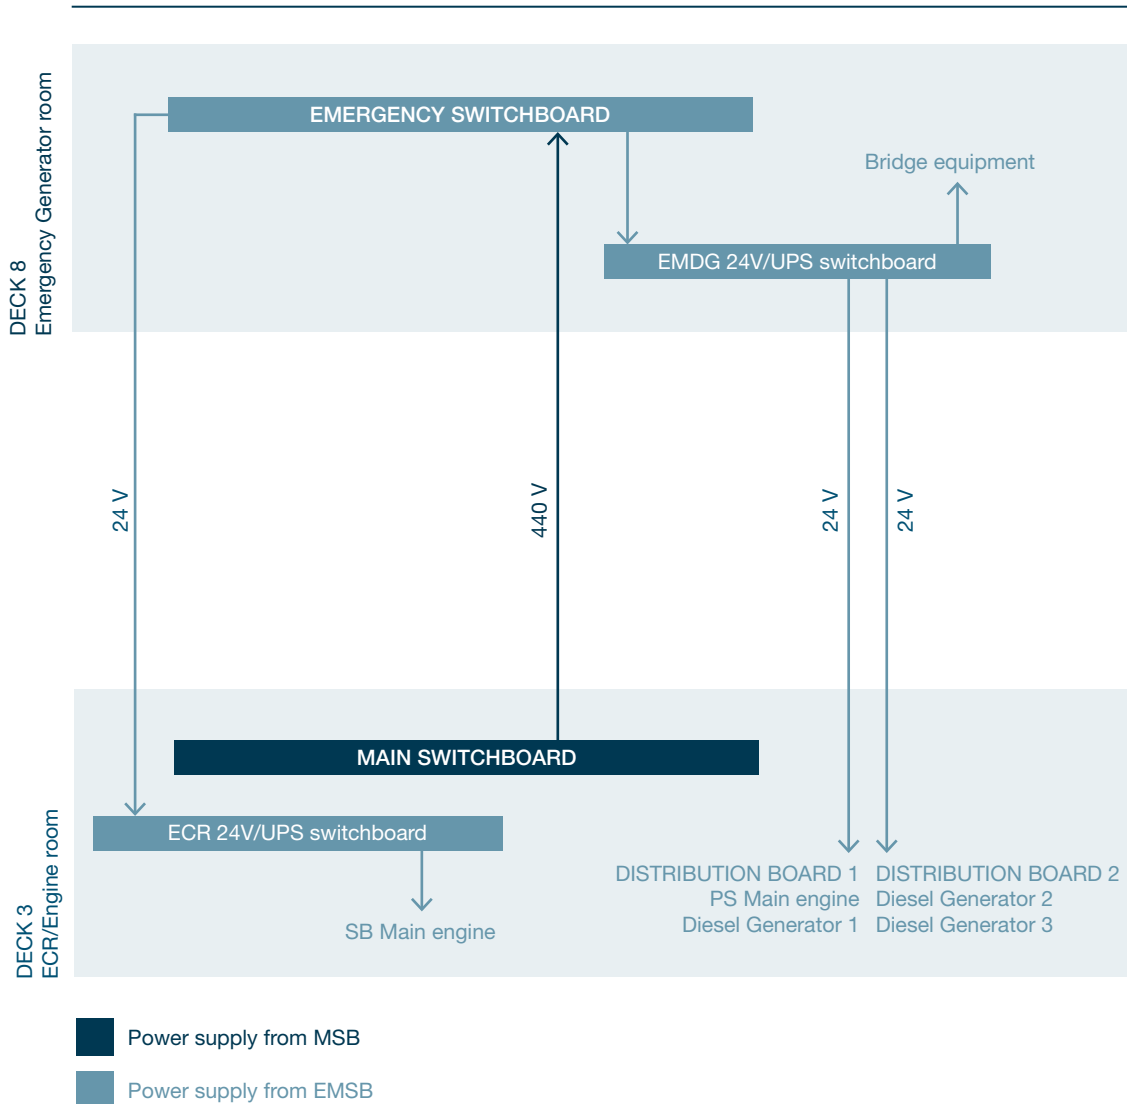 DECK 8
Emergency Generator room
EMERGENCY SWITCHBOARD
Bridge equipment
EMDG 24V/UPS switchboard
24 V
440 V
24 V
24 V
DECK 3
ECR/Engine room
MAIN SWITCHBOARD
ECR 24V/UPS switchboard
SB Main engine
DISTRIBUTION BOARD 1
PS Main engine
Diesel Generator 1
DISTRIBUTION BOARD 2
Diesel Generator 2
Diesel Generator 3
Power supply from MSB
Power supply from EMSB